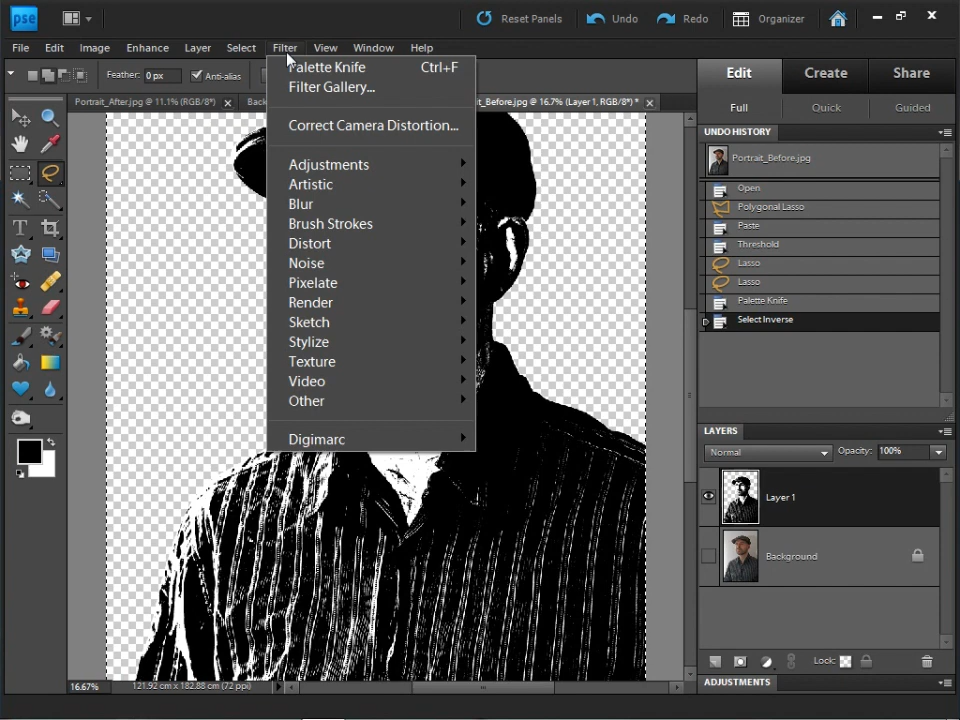 pse
Reset Panels
Undo
Redo
Organizer
File Edit Image Enhance Layer Select Filter View Window Help
Feather: 0 px Anti-alias
Edit Create Share
Full Quick Guided
Portrait_After.jpg @ 11.1% (RGB/8*)
Back
t_Before.jpg @ 16.7% (Layer 1, RGB/8*) *
Palette Knife Ctrl+F
Filter Gallery...
Correct Camera Distortion...
Adjustments
Artistic
Blur
Brush Strokes
Distort
Noise
Pixelate
Render
Sketch
Stylize
Texture
Video
Other
Digimarc
UNDO HISTORY
Portrait_Before.jpg
Open
Polygonal Lasso
Paste
Threshold
Lasso
Lasso
Palette Knife
Select Inverse
LAYERS
Normal Opacity: 100%
Layer 1
Background
Lock:
ADJUSTMENTS
16.67% 121.92 cm x 182.88 cm (72 ppi)